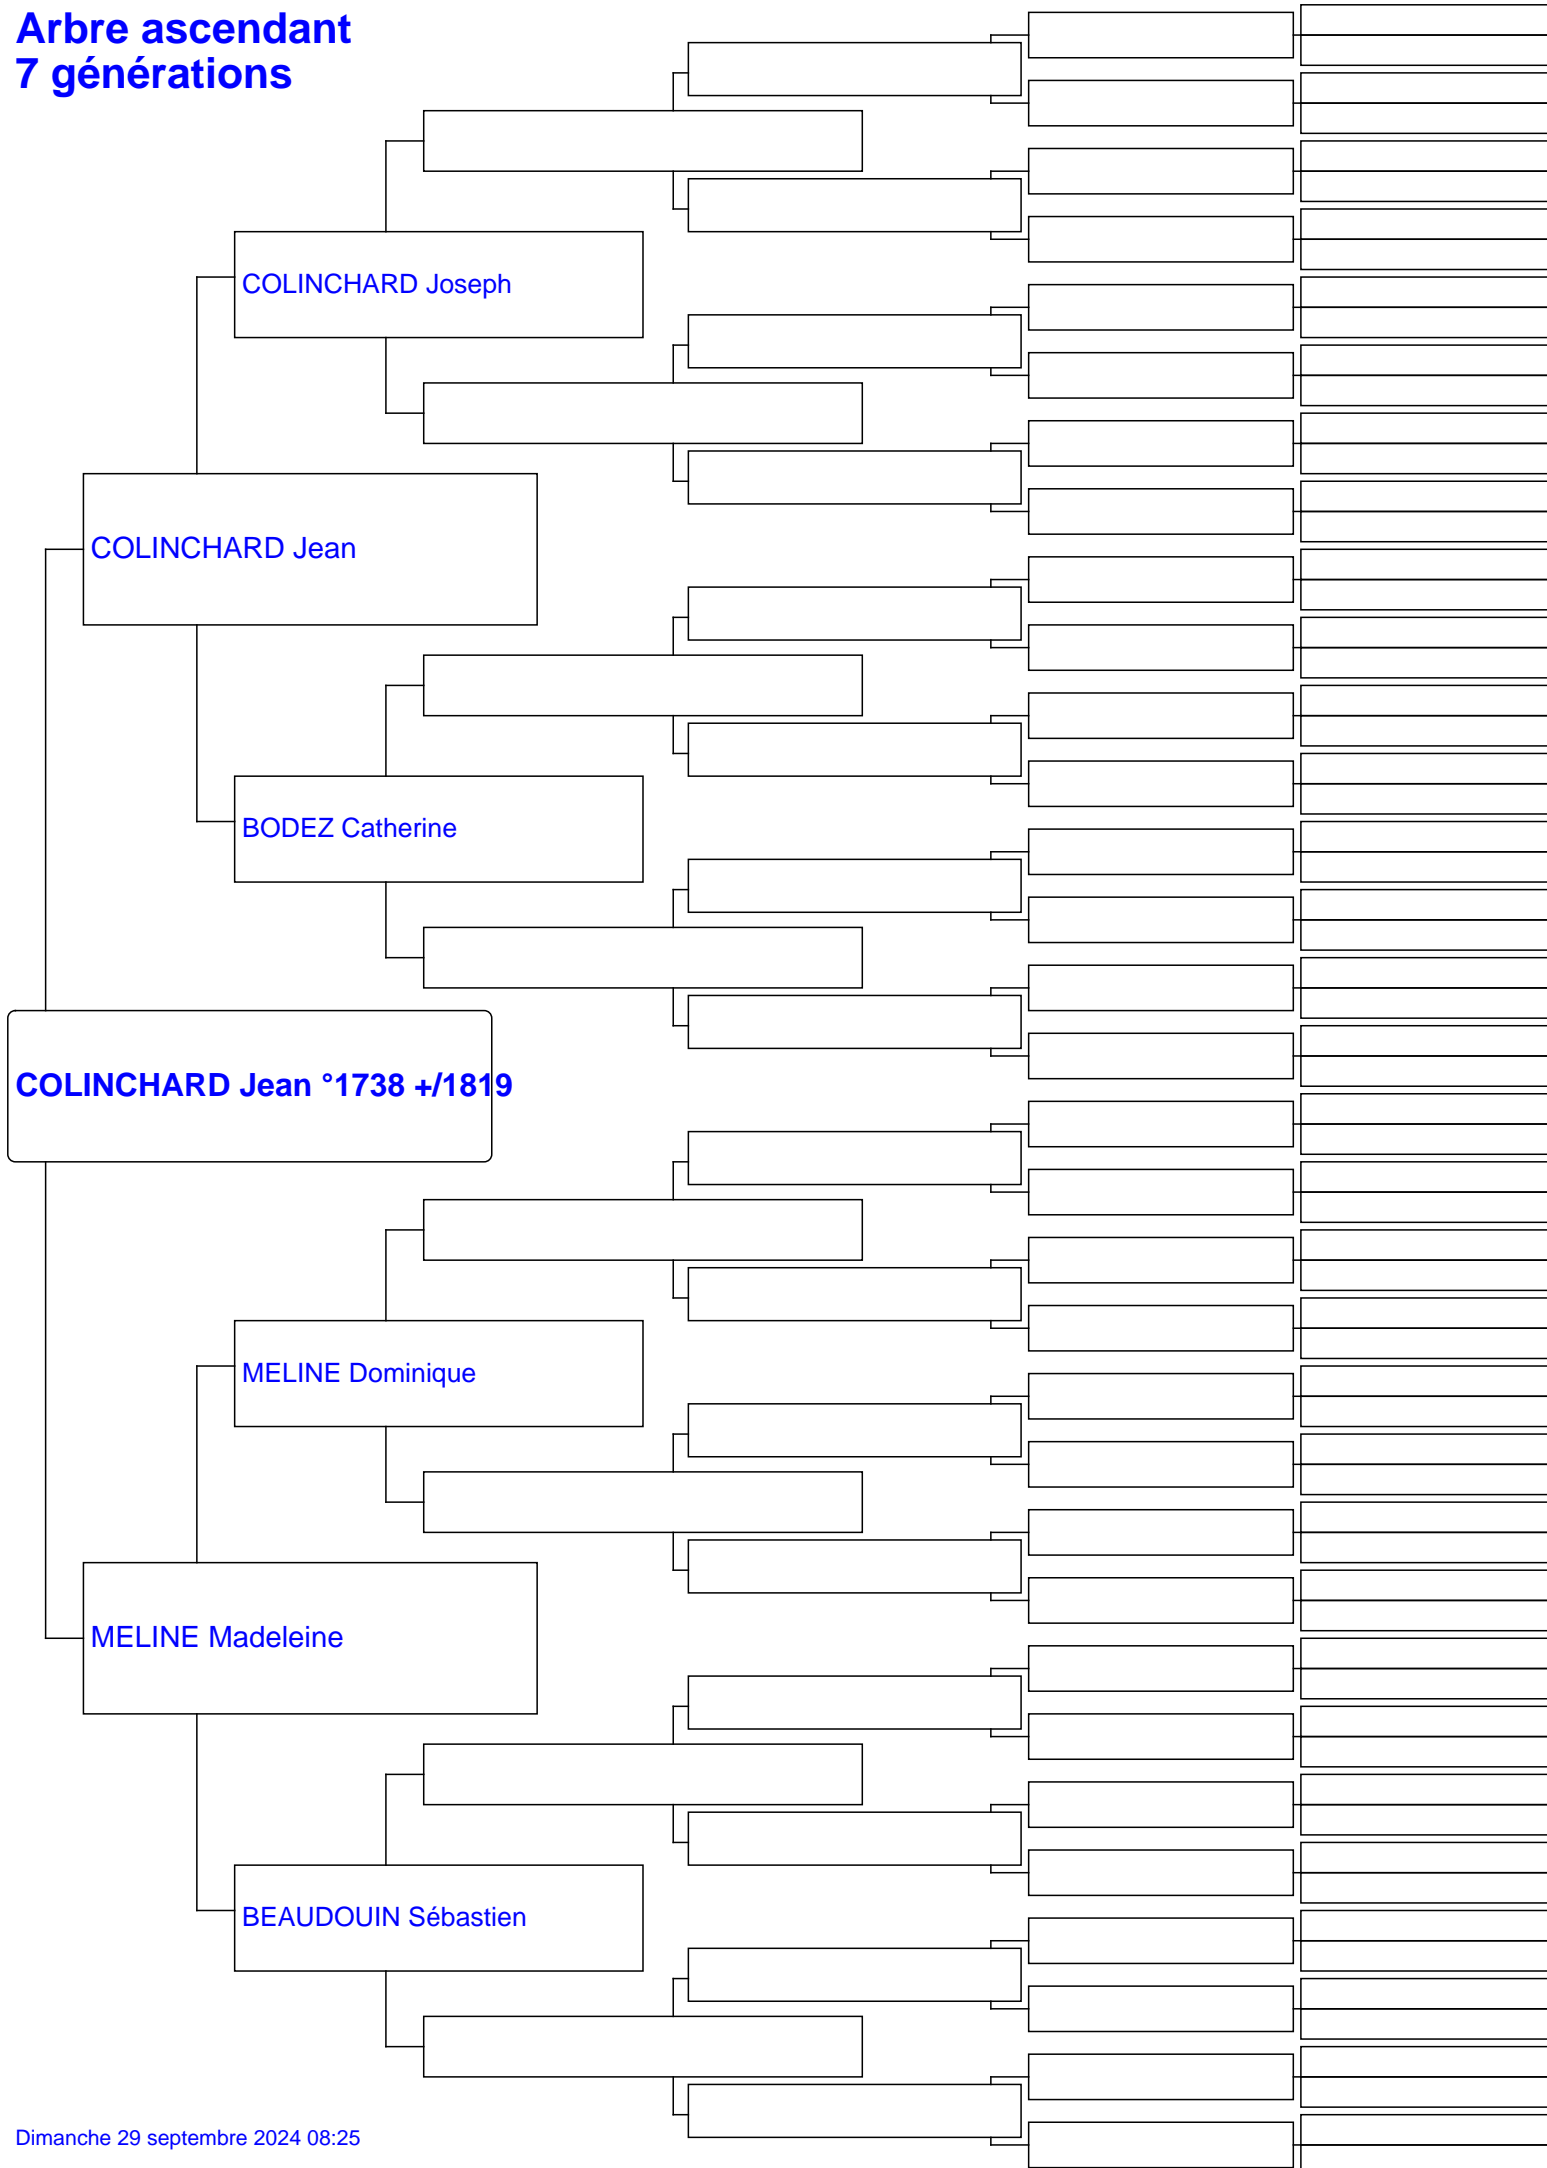 Arbre ascendant
7 générations
COLINCHARD Joseph
COLINCHARD Jean
BODEZ Catherine
COLINCHARD Jean °1738 +/1819
MELINE Dominique
MELINE Madeleine
BEAUDOUIN Sébastien
Dimanche 29 septembre 2024 08:25